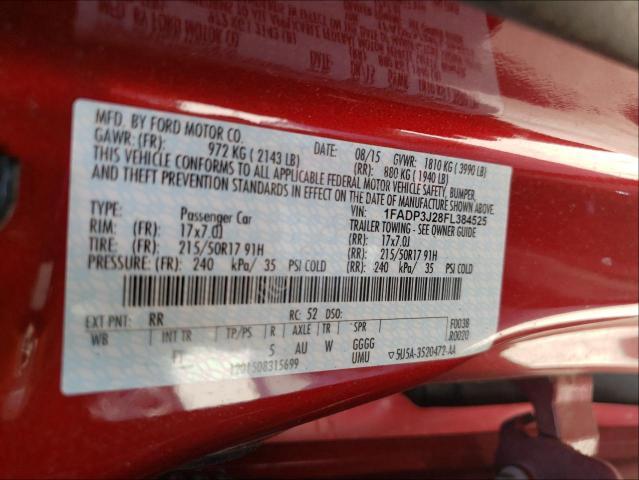 MFD. BY FORD MOTOR CO.
DATE: 08/15 GVWR: 1810 KG (3990 LB)
GAWR: (FR): 972 KG (2143 LB) (RR): 880 KG (1940 LB)
THIS VEHICLE CONFORMS TO ALL APPLICABLE FEDERAL MOTOR VEHICLE SAFETY, BUMPER,
AND THEFT PREVENTION STANDARDS IN EFFECT ON THE DATE OF MANUFACTURE SHOWN ABOVE.
VIN: 1FADP3J28FL384525
TYPE: Passenger Car TRAILER TOWING - SEE OWNER GUIDE
RIM: (FR): 17x7.0J (RR): 17x7.0J
TIRE: (FR): 215/50R17 91H (RR): 215/50R17 91H
PRESSURE: (FR): 240 kPa/ 35 PSI COLD (RR): 240 kPa/ 35 PSI COLD
EXT PNT: RR RC: 52 DSO: F0038
R0020
WB INT TR TP/PS R AXLE TR SPR
5 AU W GGGG
UMU 5U5A-3520472-AA
1201508315699